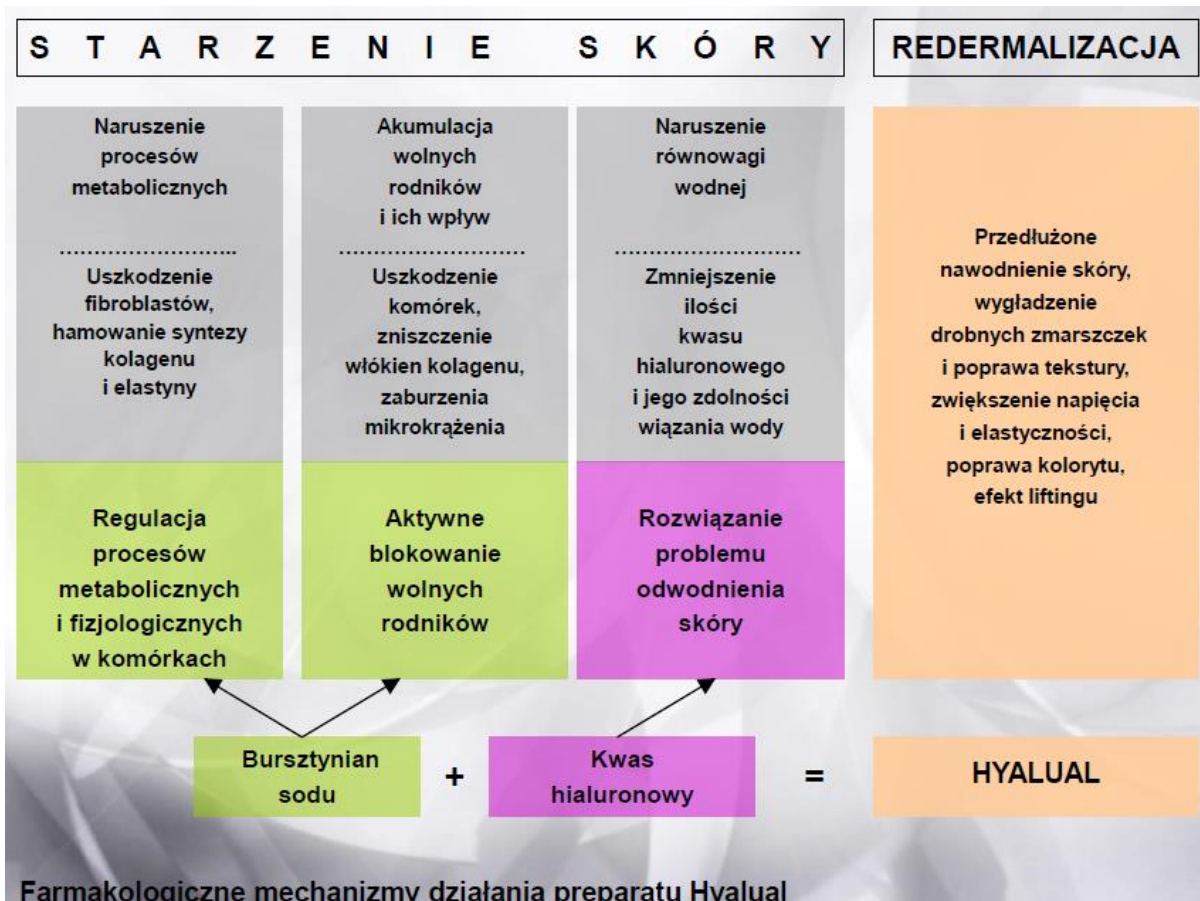 STARZENIE SKÓRY
REDERMALIZACJA
Naruszenie
procesów
metabolicznych
……………………..
Uszkodzenie
fibroblastów,
hamowanie syntezy
kolagenu
i elastyny
Akumulacja
wolnych
rodników
i ich wpływ
………………………
Uszkodzenie
komórek,
zniszczenie
włókien kolagenu,
zaburzenia
mikrokrążenia
Naruszenie
równowagi
wodnej
………………………
Zmniejszenie
ilości
kwasu
hialuronowego
i jego zdolności
wiązania wody
Przedłużone
nawodnienie skóry,
wygładzenie
drobnych zmarszczek
i poprawa tekstury,
zwiększenie napięcia
i elastyczności,
poprawa kolorytu,
efekt liftingu
Regulacja
procesów
metabolicznych
i fizjologicznych
w komórkach
Aktywne
blokowanie
wolnych
rodników
Rozwiązanie
problemu
odwodnienia
skóry
Bursztynian
sodu
+
Kwas
hialuronowy
=
HYALUAL
Farmakologiczne mechanizmy działania preparatu Hyalual